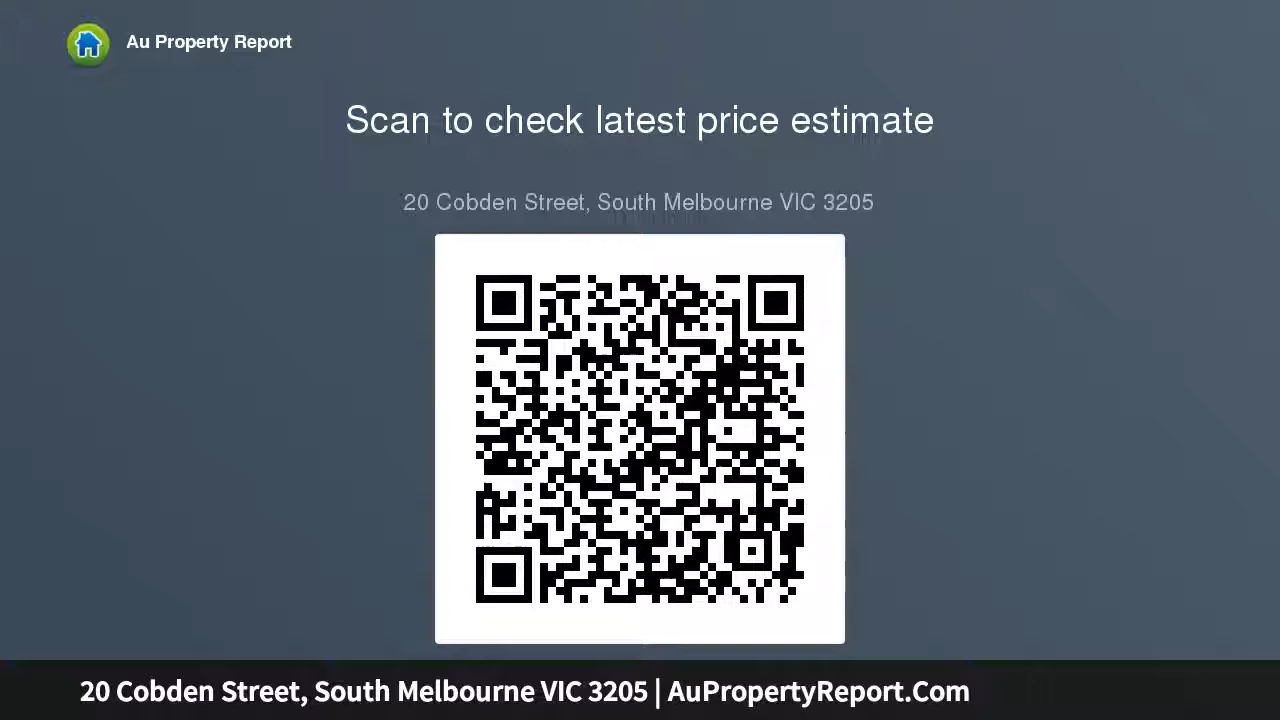 Au Property Report
Scan to check latest price estimate
20 Cobden Street, South Melbourne VIC 3205
20 Cobden Street, South Melbourne VIC 3205 | AuPropertyReport.Com